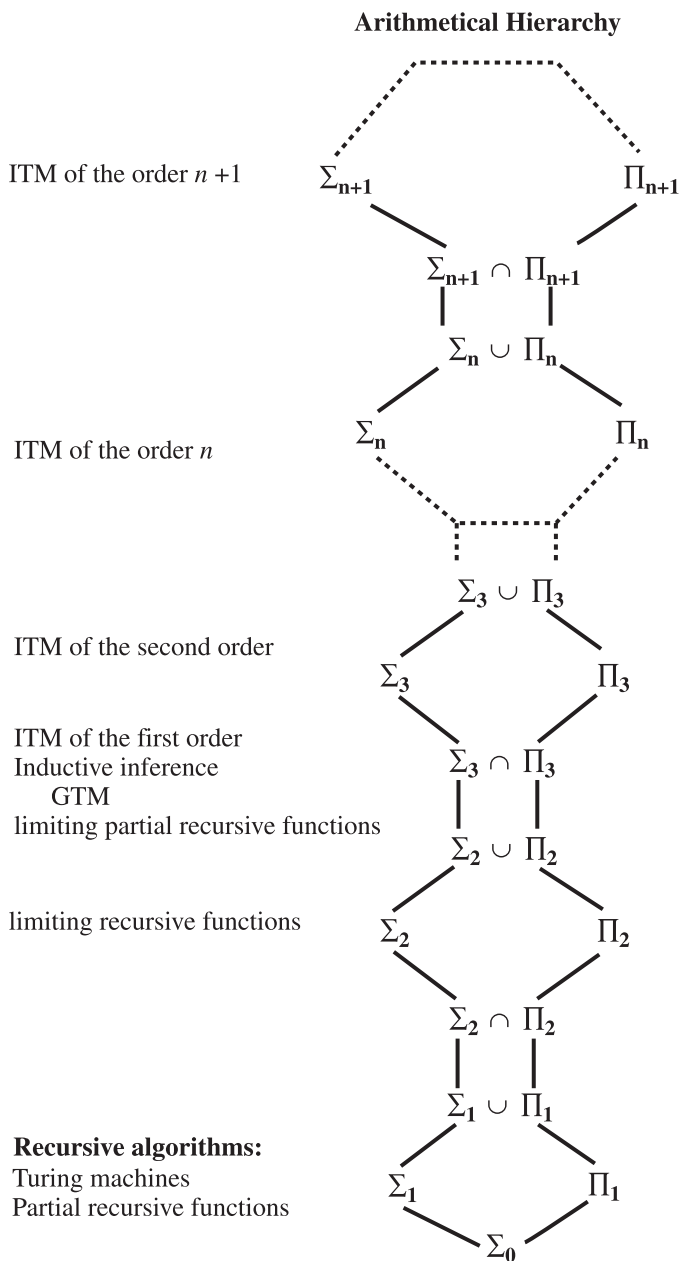 Arithmetical Hierarchy
ITM of the order n +1 Σn+1 Πn+1
Σn+1 ∩ Πn+1
Σn ∪ Πn
ITM of the order n Σn Πn
Σ3 ∪ Π3
ITM of the second order
Σ3 Π3
ITM of the first order
Inductive inference Σ3 ∩ Π3
GTM
limiting partial recursive functions
Σ2 ∪ Π2
limiting recursive functions Σ2 Π2
Σ2 ∩ Π2
Σ1 ∪ Π1
Recursive algorithms:
Turing machines Σ1 Π1
Partial recursive functions
Σ0